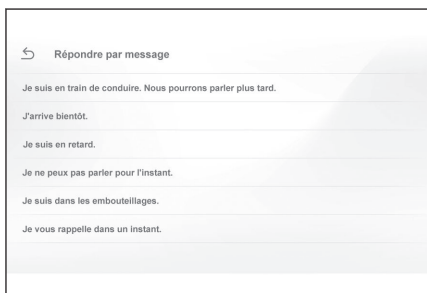 Répondre par message
Je suis en train de conduire. Nous pourrons parler plus tard.
J'arrive bientôt.
Je suis en retard.
Je ne peux pas parler pour l'instant.
Je suis dans les embouteillages.
Je vous rappelle dans un instant.